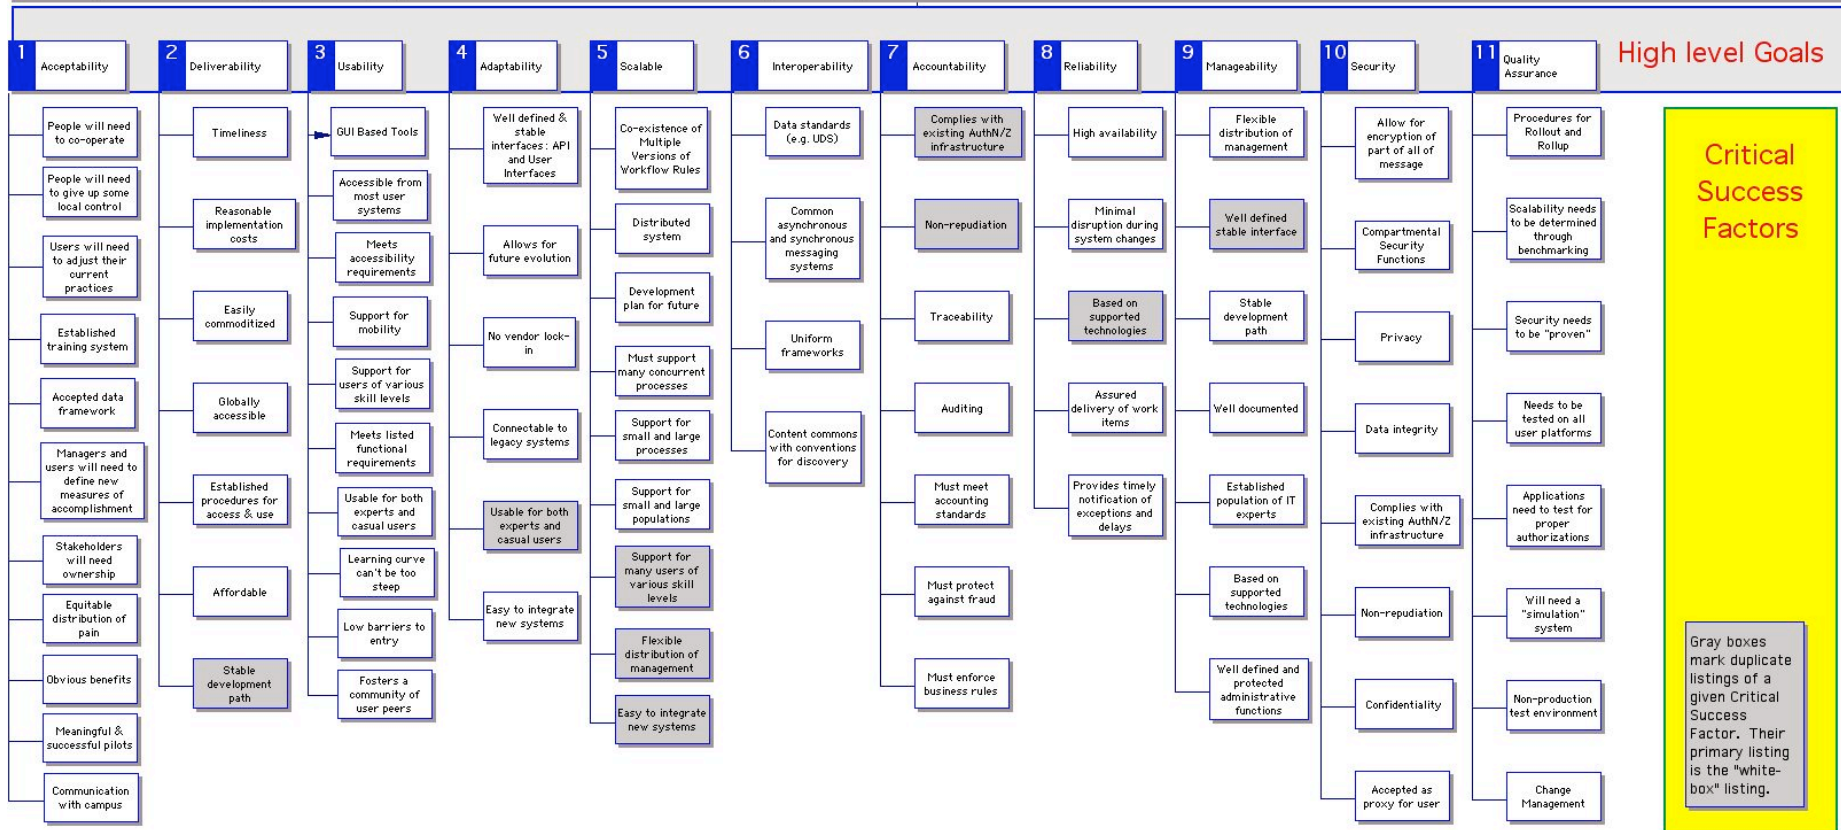 1
Acceptability
2
Deliverability
3
Usability
4
Adaptability
5
Scalable
6
Interoperability
7
Accountability
8
Reliability
9
Manageability
10
Security
11
Quality
Assurance
High level Goals
People will need
to co-operate
People will need
to give up some
local control
Users will need
to adjust their
current
practices
Established
training system
Accepted data
framework
Managers and
users will need to
define new
measures of
accomplishment
Stakeholders
will need
ownership
Equitable
distribution of
pain
Obvious benefits
Meaningful &
successful pilots
Communication
with campus
Timeliness
Reasonable
implementation
costs
Easily
commoditized
Globally
accessible
Established
procedures for
access & use
Affordable
Stable
development
path
GUI Based Tools
Accessible from
most user
systems
Meets
accessibility
requirements
Support for
mobility
Support for
users of various
skill levels
Meets listed
functional
requirements
Usable for both
experts and
casual users
Learning curve
can't be too
steep
Low barriers to
entry
Fosters a
community of
user peers
Well defined &
stable
interfaces: API
and User
Interfaces
Allows for
future evolution
No vendor lock-
in
Connectable to
legacy systems
Usable for both
experts and
casual users
Easy to integrate
new systems
Co-existence of
Multiple
Versions of
Workflow Rules
Distributed
system
Development
plan for future
Must support
many concurrent
processes
Support for
small and large
processes
Support for
small and large
populations
Support for
many users of
various skill
levels
Flexible
distribution of
management
Easy to integrate
new systems
Data standards
(e.g. UDS)
Common
asynchronous
and synchronous
messaging
systems
Uniform
frameworks
Content commons
with conventions
for discovery
Complies with
existing AuthN/Z
infrastructure
Non-repudiation
Traceability
Auditing
Must meet
accounting
standards
Must protect
against fraud
Must enforce
business rules
High availability
Minimal
disruption during
system changes
Based on
supported
technologies
Assured
delivery of work
items
Provides timely
notification of
exceptions and
delays
Flexible
distribution of
management
Well defined
stable interface
Stable
development
path
Well documented
Established
population of IT
experts
Based on
supported
technologies
Well defined and
protected
administrative
functions
Allow for
encryption of
part all of
message
Compartmental
Security
Functions
Privacy
Data integrity
Complies with
existing AuthN/Z
infrastructure
Non-repudiation
Confidentiality
Accepted as
proxy for user
Procedures for
Rollout and
Rollup
Scalability needs
to be determined
through
benchmarking
Security needs
to be "proven"
Needs to be
tested on all
user platforms
Applications
need to test for
proper
authorizations
Will need a
"simulation"
system
Non-production
test environment
Change
Management
Critical
Success
Factors
Gray boxes
mark duplicate
listings of a
given Critical
Success
Factor. Their
primary listing
is the "white-
box" listing.